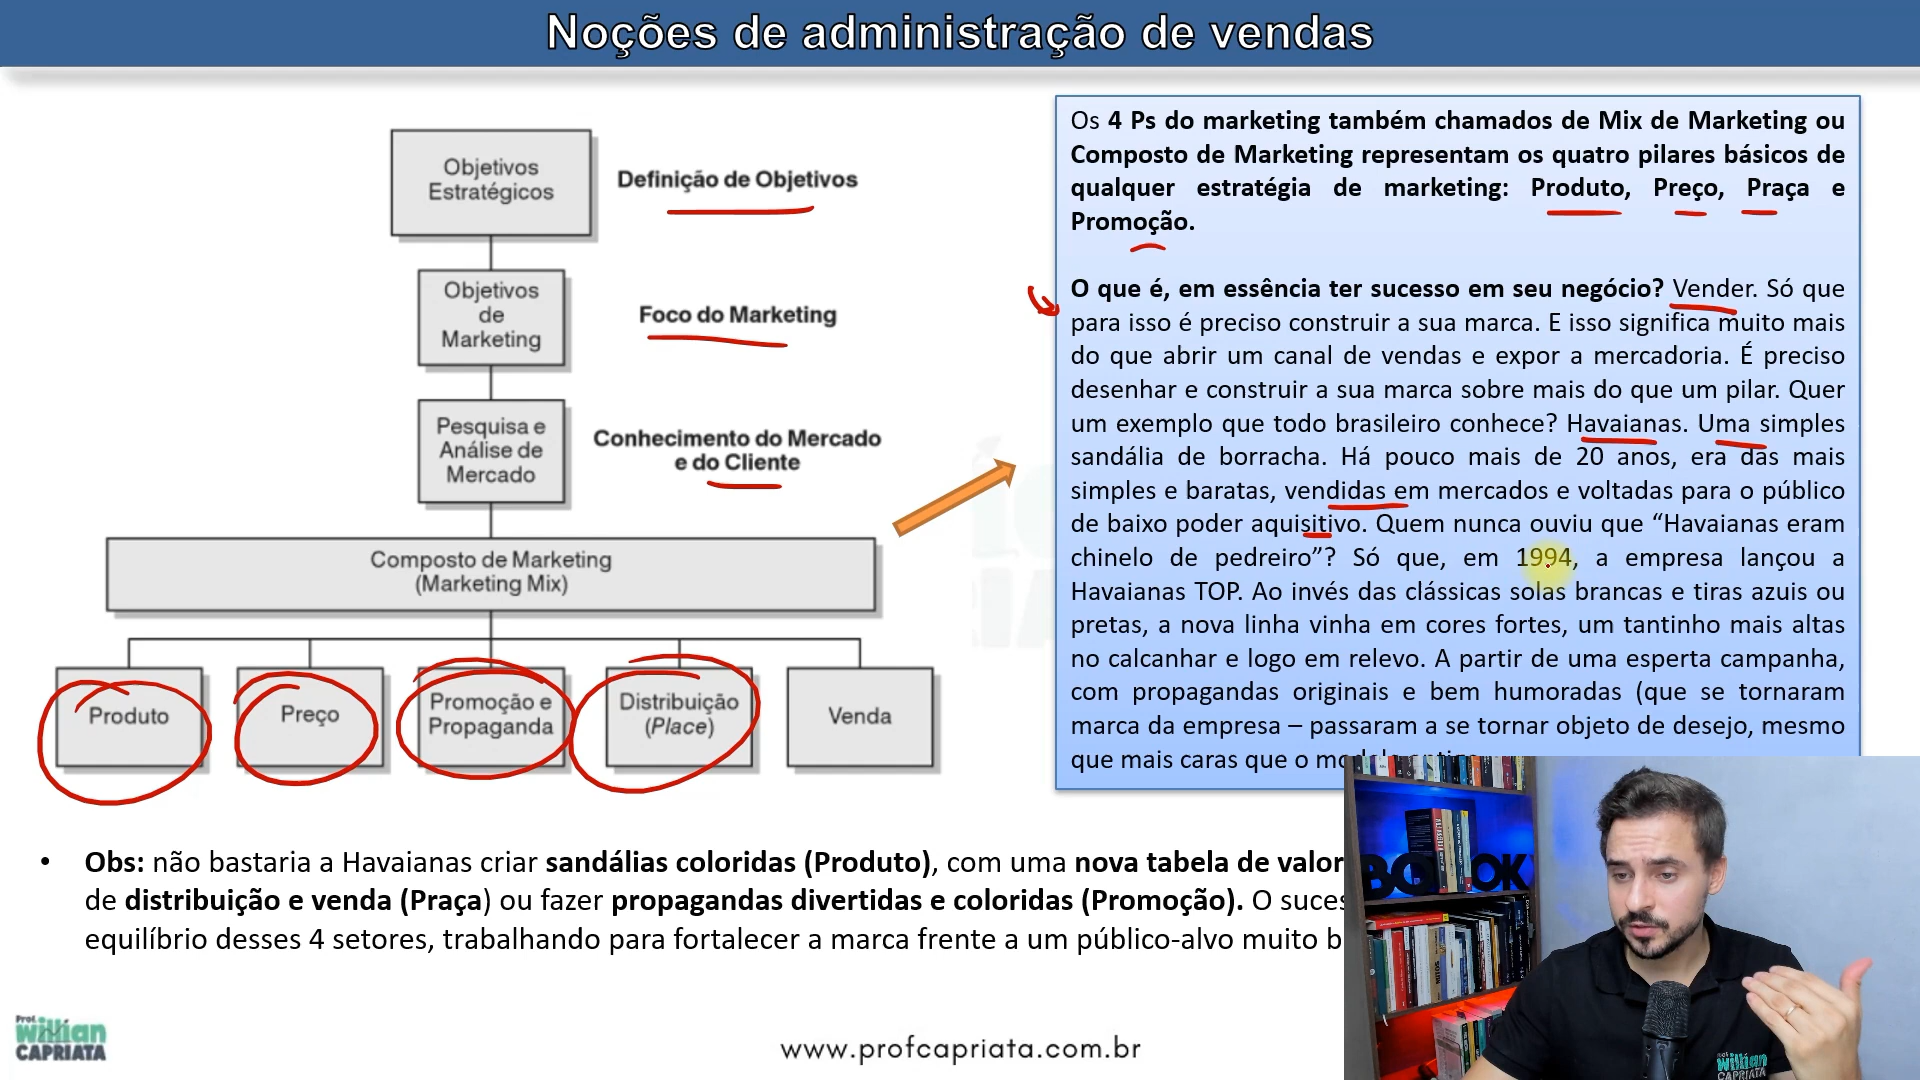 Noções de administração de vendas
Objetivos
Estratégicos
Definição de Objetivos
Objetivos
de
Marketing
Foco do Marketing
Pesquisa e
Análise de
Mercado
Conhecimento do Mercado
e do Cliente
Composto de Marketing
(Marketing Mix)
Produto
Preço
Promoção e
Propaganda
Distribuição
(Place)
Venda
Os 4 Ps do marketing também chamados de Mix de Marketing ou
Composto de Marketing representam os quatro pilares básicos de
qualquer estratégia de marketing: Produto, Preço, Praça e
Promoção.
O que é, em essência ter sucesso em seu negócio? Vender. Só que
para isso é preciso construir a sua marca. E isso significa muito mais
do que abrir um canal de vendas e expor a mercadoria. É preciso
desenhar e construir a sua marca sobre mais do que um pilar. Quer
um exemplo que todo brasileiro conhece? Havaianas. Uma simples
sandália de borracha. Há pouco mais de 20 anos, era das mais
simples e baratas, vendidas em mercados e voltadas para o público
de baixo poder aquisitivo. Quem nunca ouviu que “Havaianas eram
chinelo de pedreiro”? Só que, em 1994, a empresa lançou a
Havaianas TOP. Ao invés das clássicas solas brancas e tiras azuis ou
pretas, a nova linha vinha em cores fortes, um tantinho mais altas
no calcanhar e logo em relevo. A partir de uma esperta campanha,
com propagandas originais e bem humoradas (que se tornaram
marca da empresa – passaram a se tornar objeto de desejo, mesmo
que mais caras que o
• Obs: não bastaria a Havaianas criar sandálias coloridas (Produto), com uma nova tabela de valor
de distribuição e venda (Praça) ou fazer propagandas divertidas e coloridas (Promoção). O
equilíbrio desses 4 setores, trabalhando para fortalecer a marca frente a um público-alvo muito
Prof.
willian
CAPRIATA
www.profcapriata.com.br
BO
OK
willian
CAPRIATA